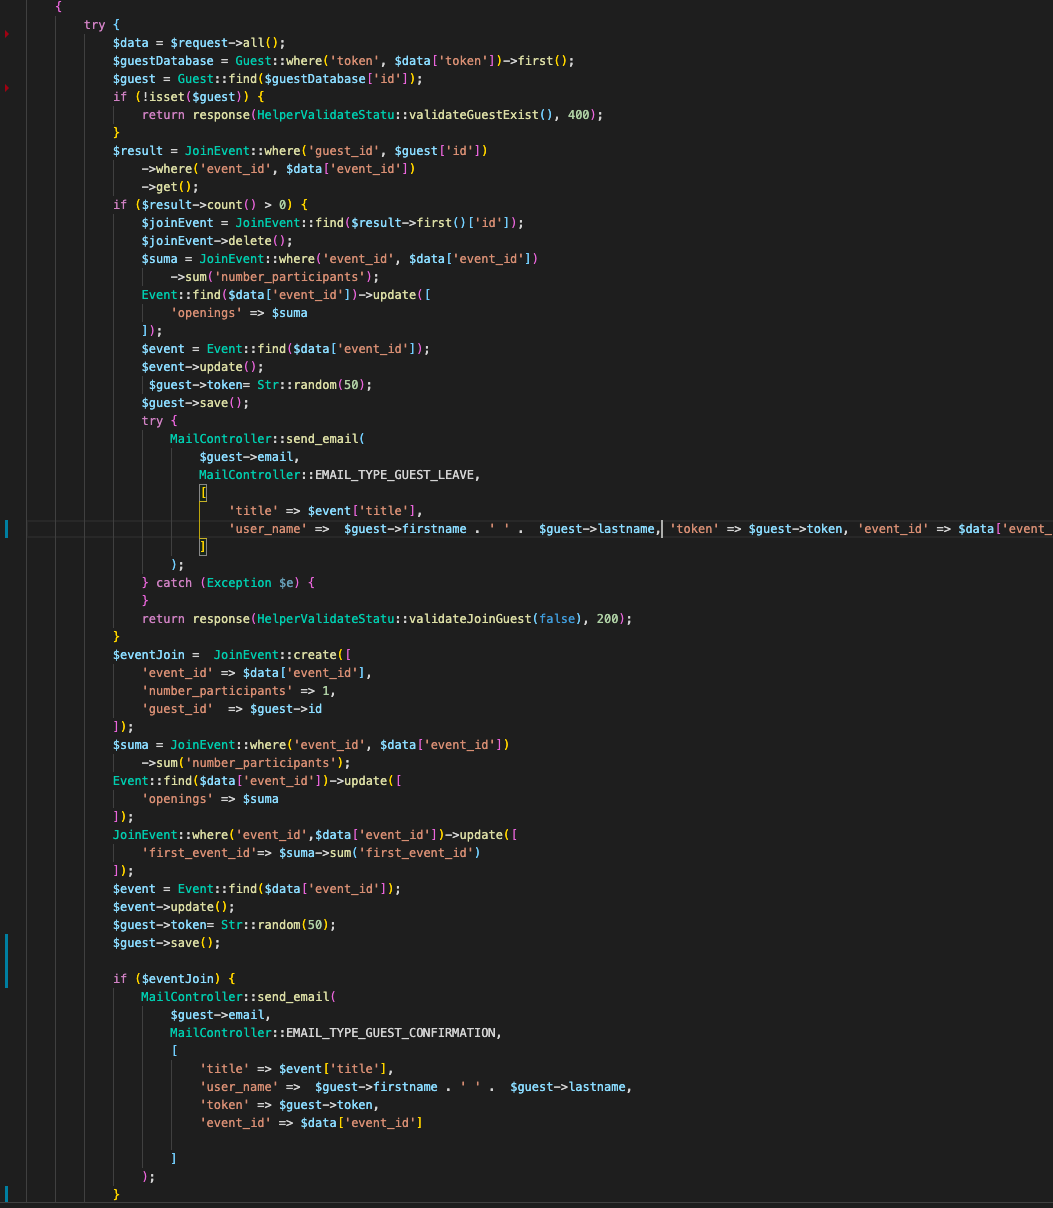 {
try {
$data = $request->all();
$guestDatabase = Guest::where('token', $data['token'])->first();
$guest = Guest::find($guestDatabase['id']);
if (!isset($guest)) {
return response(HelperValidateStatu::validateGuestExist(), 400);
}
$result = JoinEvent::where('guest_id', $guest['id'])
->where('event_id', $data['event_id'])
->get();
if ($result->count() > 0) {
$joinEvent = JoinEvent::find($result->first()['id']);
$joinEvent->delete();
$suma = JoinEvent::where('event_id', $data['event_id'])
->sum('number_participants');
Event::find($data['event_id'])->update([
'openings' => $suma
]);
$event = Event::find($data['event_id']);
$event->update();
$guest->token= Str::random(50);
$guest->save();
try {
MailController::send_email(
$guest->email,
MailController::EMAIL_TYPE_GUEST_LEAVE,
[
'title' => $event['title'],
'user_name' =>  $guest->firstname . ' ' .  $guest->lastname, 'token' => $guest->token, 'event_id' => $data['event_
]
);
} catch (Exception $e) {
}
return response(HelperValidateStatu::validateJoinGuest(false), 200);
}
$eventJoin =  JoinEvent::create([
'event_id' => $data['event_id'],
'number_participants' => 1,
'guest_id'  => $guest->id
]);
$suma = JoinEvent::where('event_id', $data['event_id'])
->sum('number_participants');
Event::find($data['event_id'])->update([
'openings' => $suma
]);
JoinEvent::where('event_id',$data['event_id'])->update([
'first_event_id'=> $suma->sum('first_event_id')
]);
$event = Event::find($data['event_id']);
$event->update();
$guest->token= Str::random(50);
$guest->save();
if ($eventJoin) {
MailController::send_email(
$guest->email,
MailController::EMAIL_TYPE_GUEST_CONFIRMATION,
[
'title' => $event['title'],
'user_name' =>  $guest->firstname . ' ' .  $guest->lastname,
'token' => $guest->token,
'event_id' => $data['event_id']
]
);
}